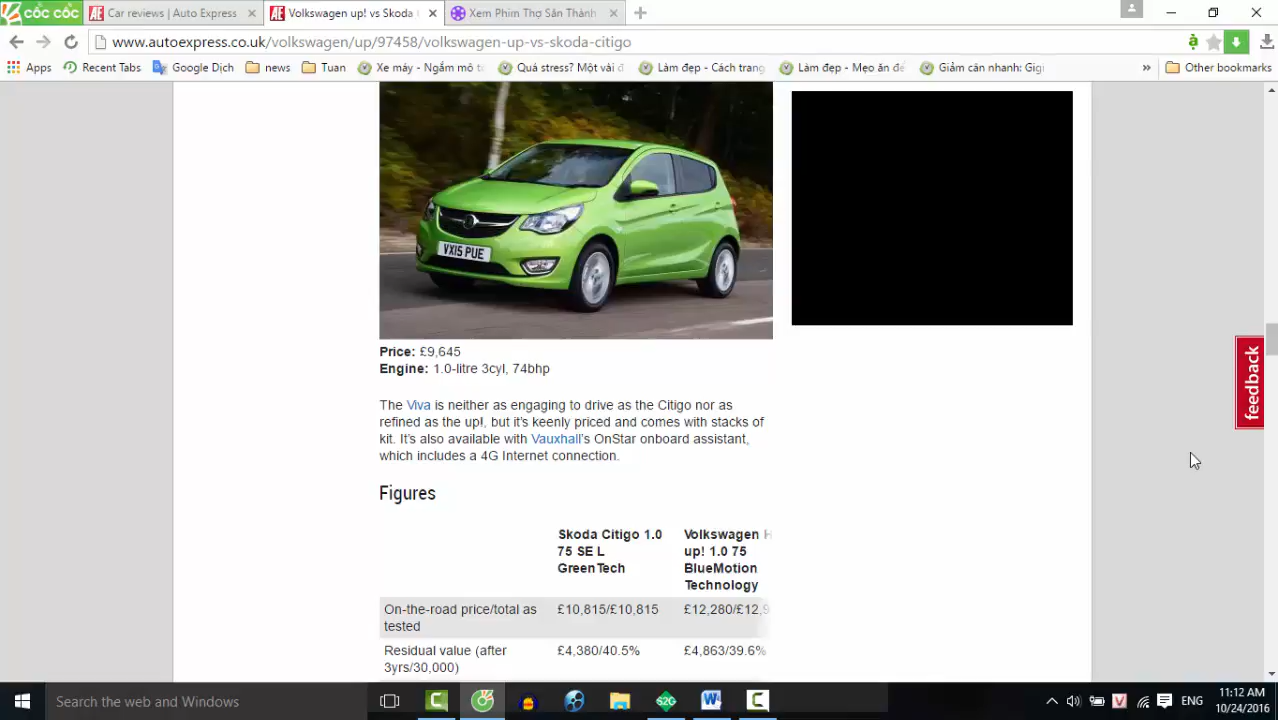 CỐC CỐC
Car reviews | Auto Express
Volkswagen up! vs Skoda
Xem Phim Thợ Săn Thành
www.autoexpress.co.uk/volkswagen/up/97458/volkswagen-up-vs-skoda-citigo
Apps
Recent Tabs
Google Dịch
news
Tuan
Xe máy - Ngắm mô tô
Quá stress? Một vài đ
Làm đẹp - Cách trang
Làm đẹp - Mẹo ăn đẻ
Giảm cân nhanh: Gigi
Other bookmarks
VX15 PUE
Price: £9,645
Engine: 1.0-litre 3cyl, 74bhp
The Viva is neither as engaging to drive as the Citigo nor as
refined as the up!, but it's keenly priced and comes with stacks of
kit. It's also available with Vauxhall's OnStar onboard assistant,
which includes a 4G Internet connection.
feedback
Figures
Skoda Citigo 1.0
75 SE L
GreenTech
Volkswagen H
up! 1.0 75
BlueMotion
Technology
On-the-road price/total as
tested
£10,815/£10,815
£12,280/£12,9
Residual value (after
3yrs/30,000)
£4,380/40.5%
£4,863/39.6%
Search the web and Windows
S2G
ENG
11:12 AM
10/24/2016